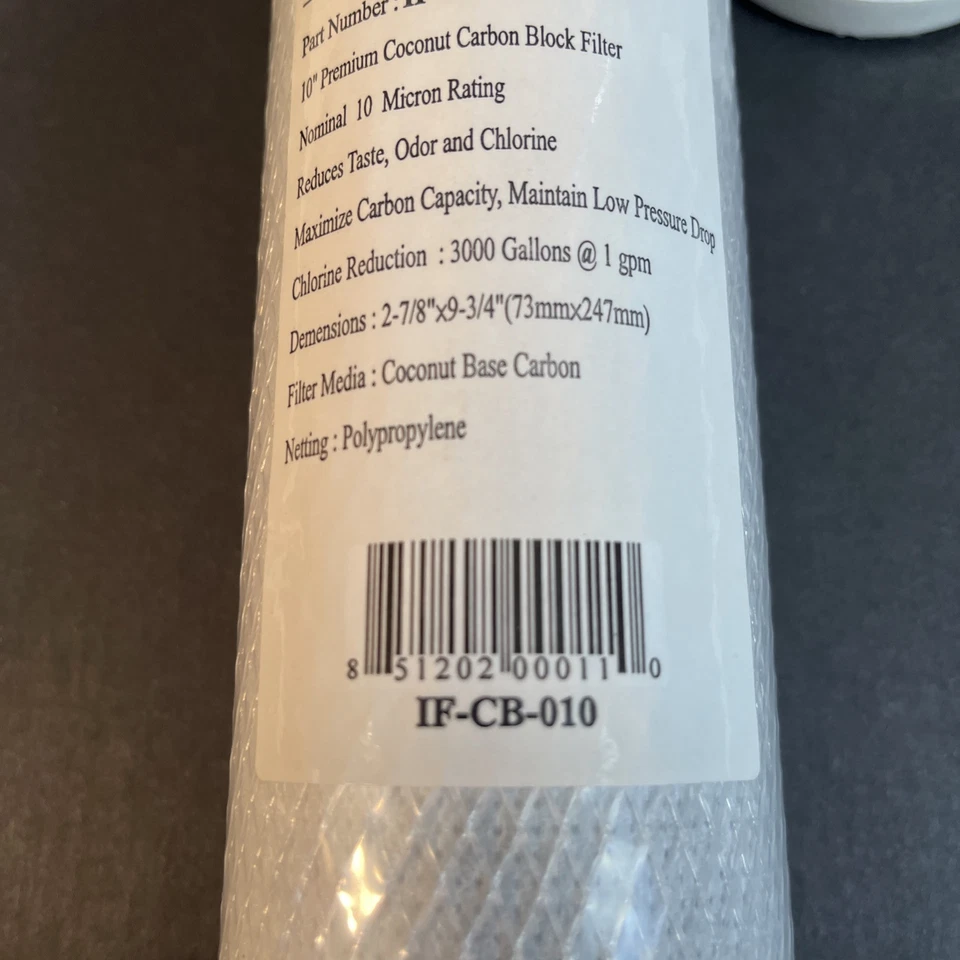 Part Number :
10" Premium Coconut Carbon Block Filter
Nominal 10 Micron Rating
Reduces Taste, Odor and Chlorine
Maximize Carbon Capacity, Maintain Low Pressure Drop
Chlorine Reduction : 3000 Gallons @ 1 gpm
Demensions : 2-7/8"x9-3/4"(73mmx247mm)
Filter Media : Coconut Base Carbon
Netting : Polypropylene
8 51202 00011 0
IF-CB-010